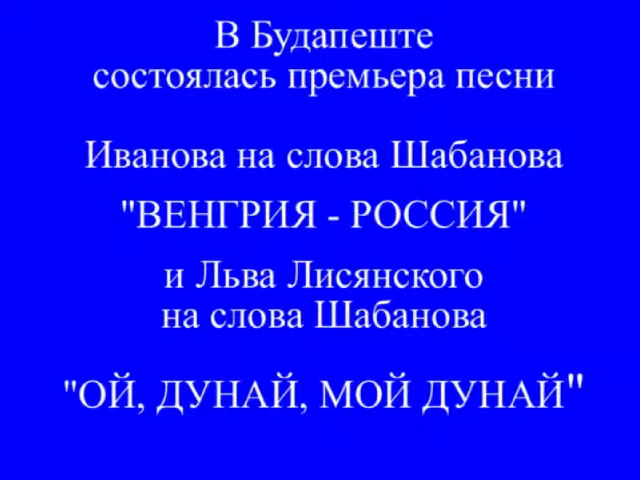 В Будапеште
состоялась премьера песни
Иванова на слова Шабанова
"ВЕНГРИЯ - РОССИЯ"
и Льва Лисянского
на слова Шабанова
"ОЙ, ДУНАЙ, МОЙ ДУНАЙ"